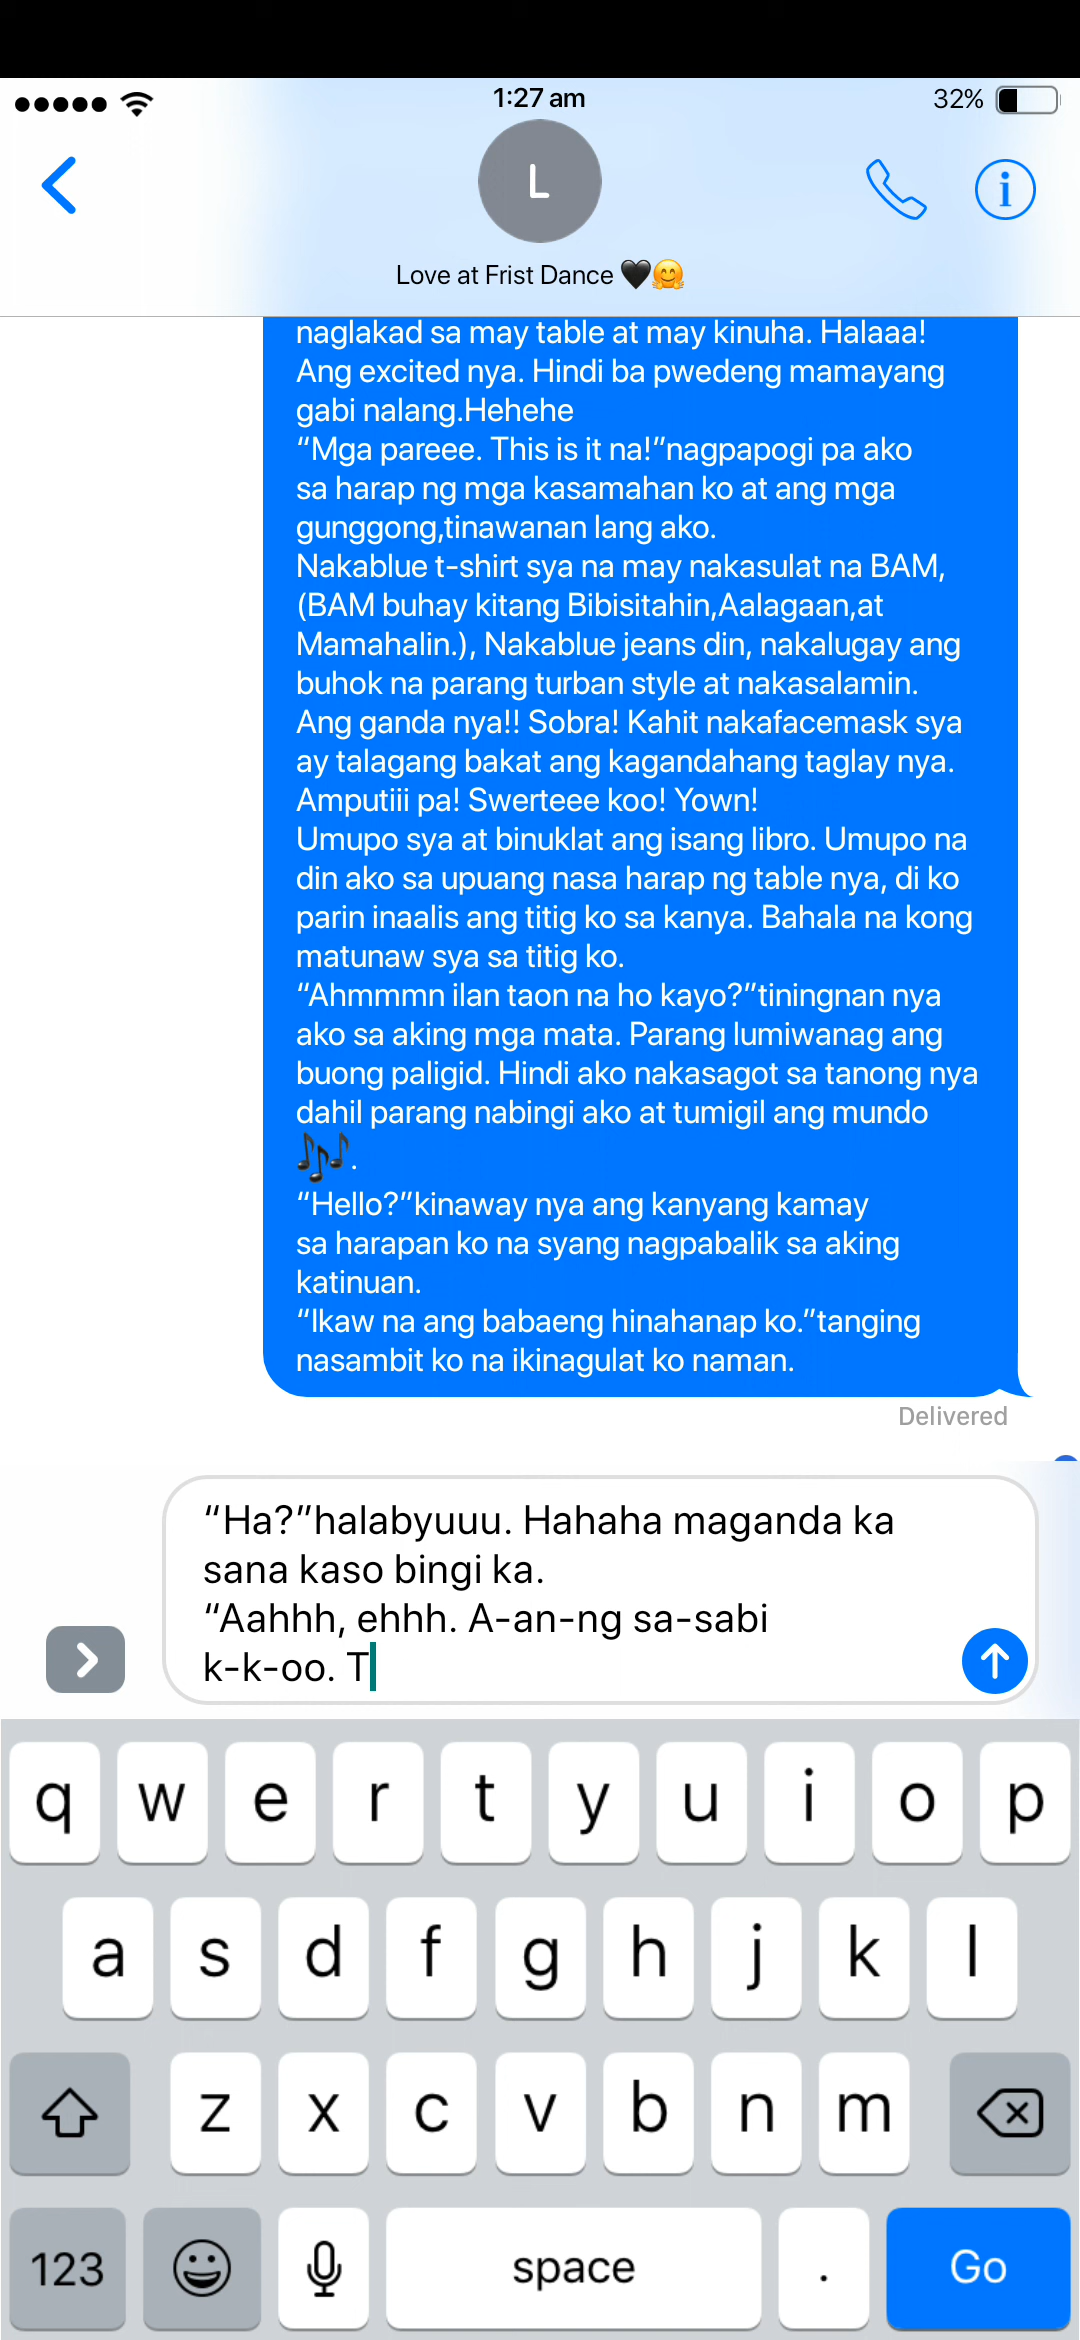 1:27 am
32%
L
Love at Frist Dance 🖤🤗
naglakad sa may table at may kinuha. Halaaa!
Ang excited nya. Hindi ba pwedeng mamayang
gabi nalang.Hehehe
“Mga pareee. This is it na!”nagpapogi pa ako
sa harap ng mga kasamahan ko at ang mga
gunggong,tinawanan lang ako.
Nakablue t-shirt sya na may nakasulat na BAM,
(BAM buhay kitang Bibisitahin,Aalagaan,at
Mamahalin.), Nakablue jeans din, nakalugay ang
buhok na parang turban style at nakasalamin.
Ang ganda nya!! Sobra! Kahit nakafacemask sya
ay talagang bakat ang kagandahang taglay nya.
Amputiii pa! Swerteee koo! Yown!
Umupo sya at binuklat ang isang libro. Umupo na
din ako sa upuang nasa harap ng table nya, di ko
parin inaalis ang titig ko sa kanya. Bahala na kong
matunaw sya sa titig ko.
“Ahmmmn ilan taon na ho kayo?”tiningnan nya
ako sa aking mga mata. Parang lumiwanag ang
buong paligid. Hindi ako nakasagot sa tanong nya
dahil parang nabingi ako at tumigil ang mundo
🎶.
“Hello?”kinaway nya ang kanyang kamay
sa harapan ko na syang nagpabalik sa aking
katinuan.
“Ikaw na ang babaeng hinahanap ko.”tanging
nasambit ko na ikinagulat ko naman.
Delivered
“Ha?”halabyuuu. Hahaha maganda ka
sana kaso bingi ka.
“Aahhh, ehhh. A-an-ng sa-sabi
k-k-oo. T
q w e r t y u i o p
a s d f g h j k l
z x c v b n m
123 space . Go